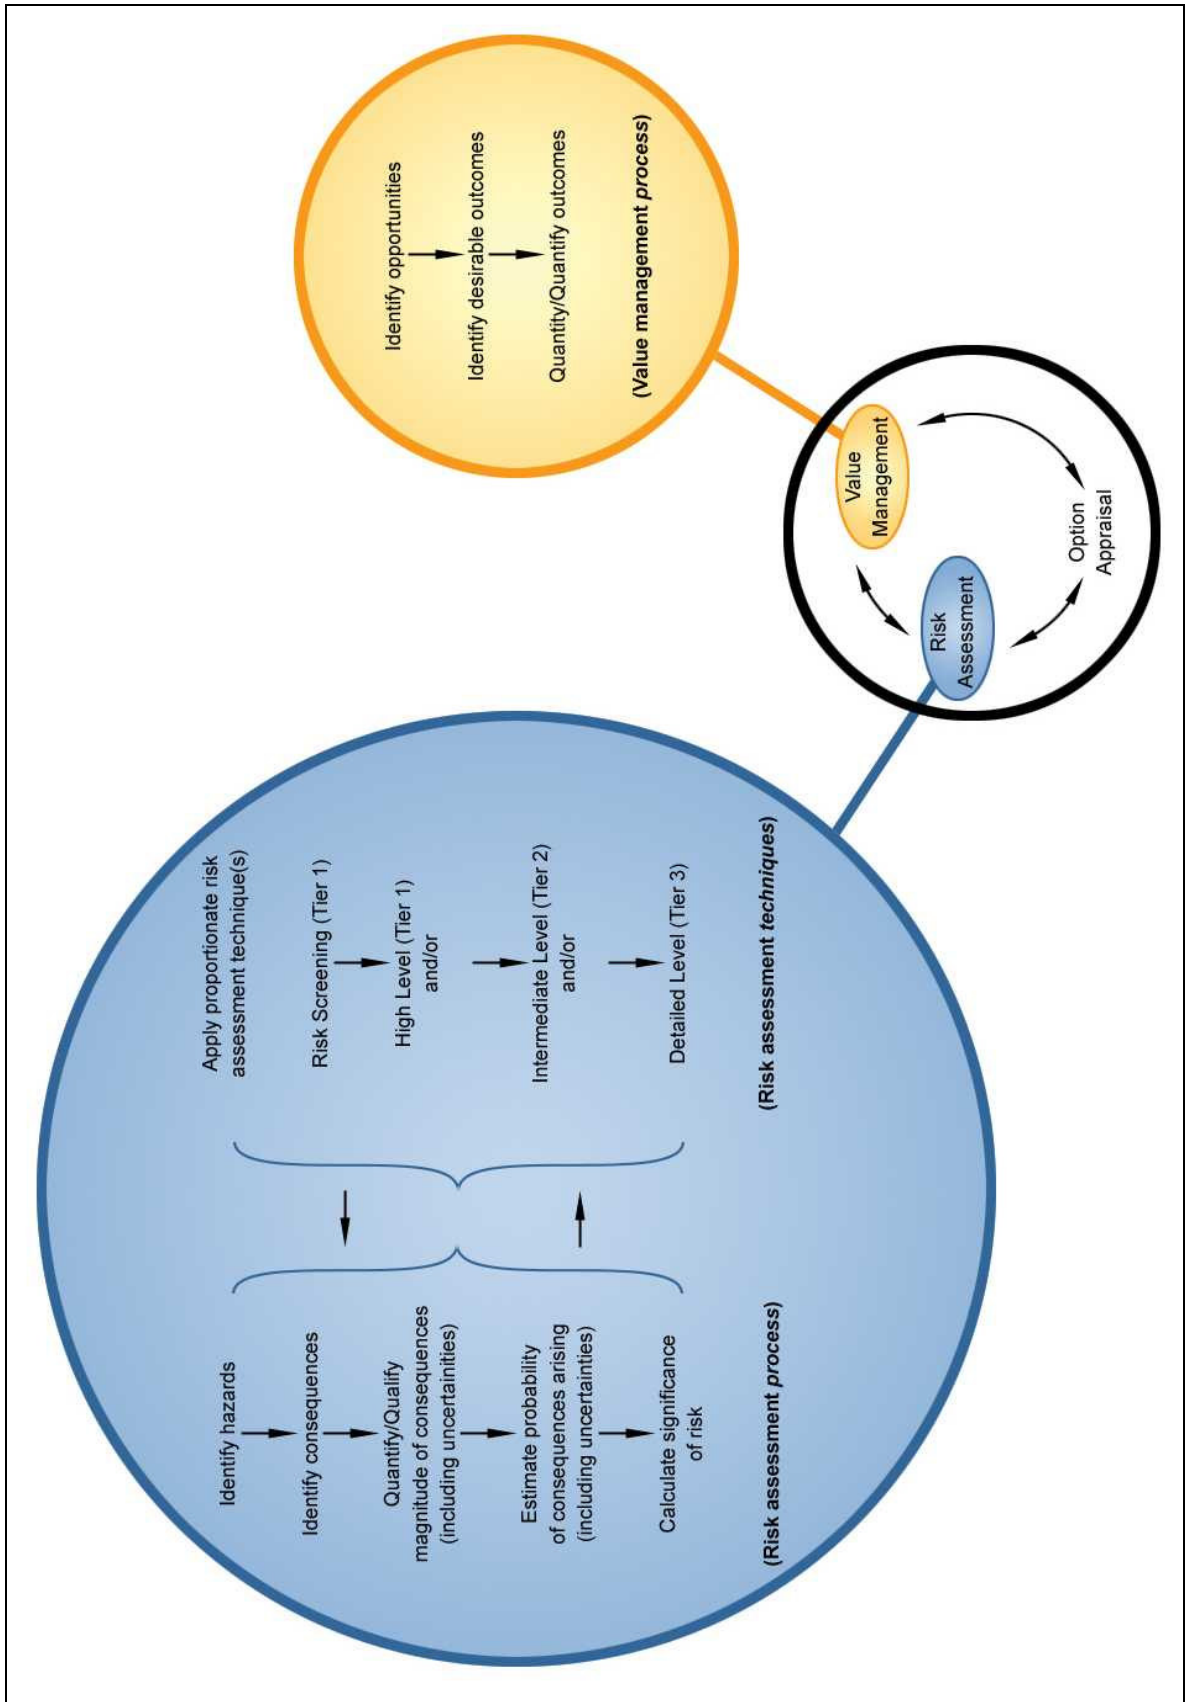 Identify hazards
Identify consequences
Quantify/Qualify
magnitude of consequences
(including uncertainities)
Estimate probability
of consequences arising
(including uncertainties)
Calculate significance
of risk
(Risk assessment process)
Apply proportionate risk
assessment technique(s)
Risk Screening (Tier 1)
High Level (Tier 1)
and/or
Intermediate Level (Tier 2)
and/or
Detailed Level (Tier 3)
(Risk assessment techniques)
Identify opportunities
Identify desirable outcomes
Quantity/Quantify outcomes
(Value management process)
Risk
Assessment
Value
Management
Option
Appraisal